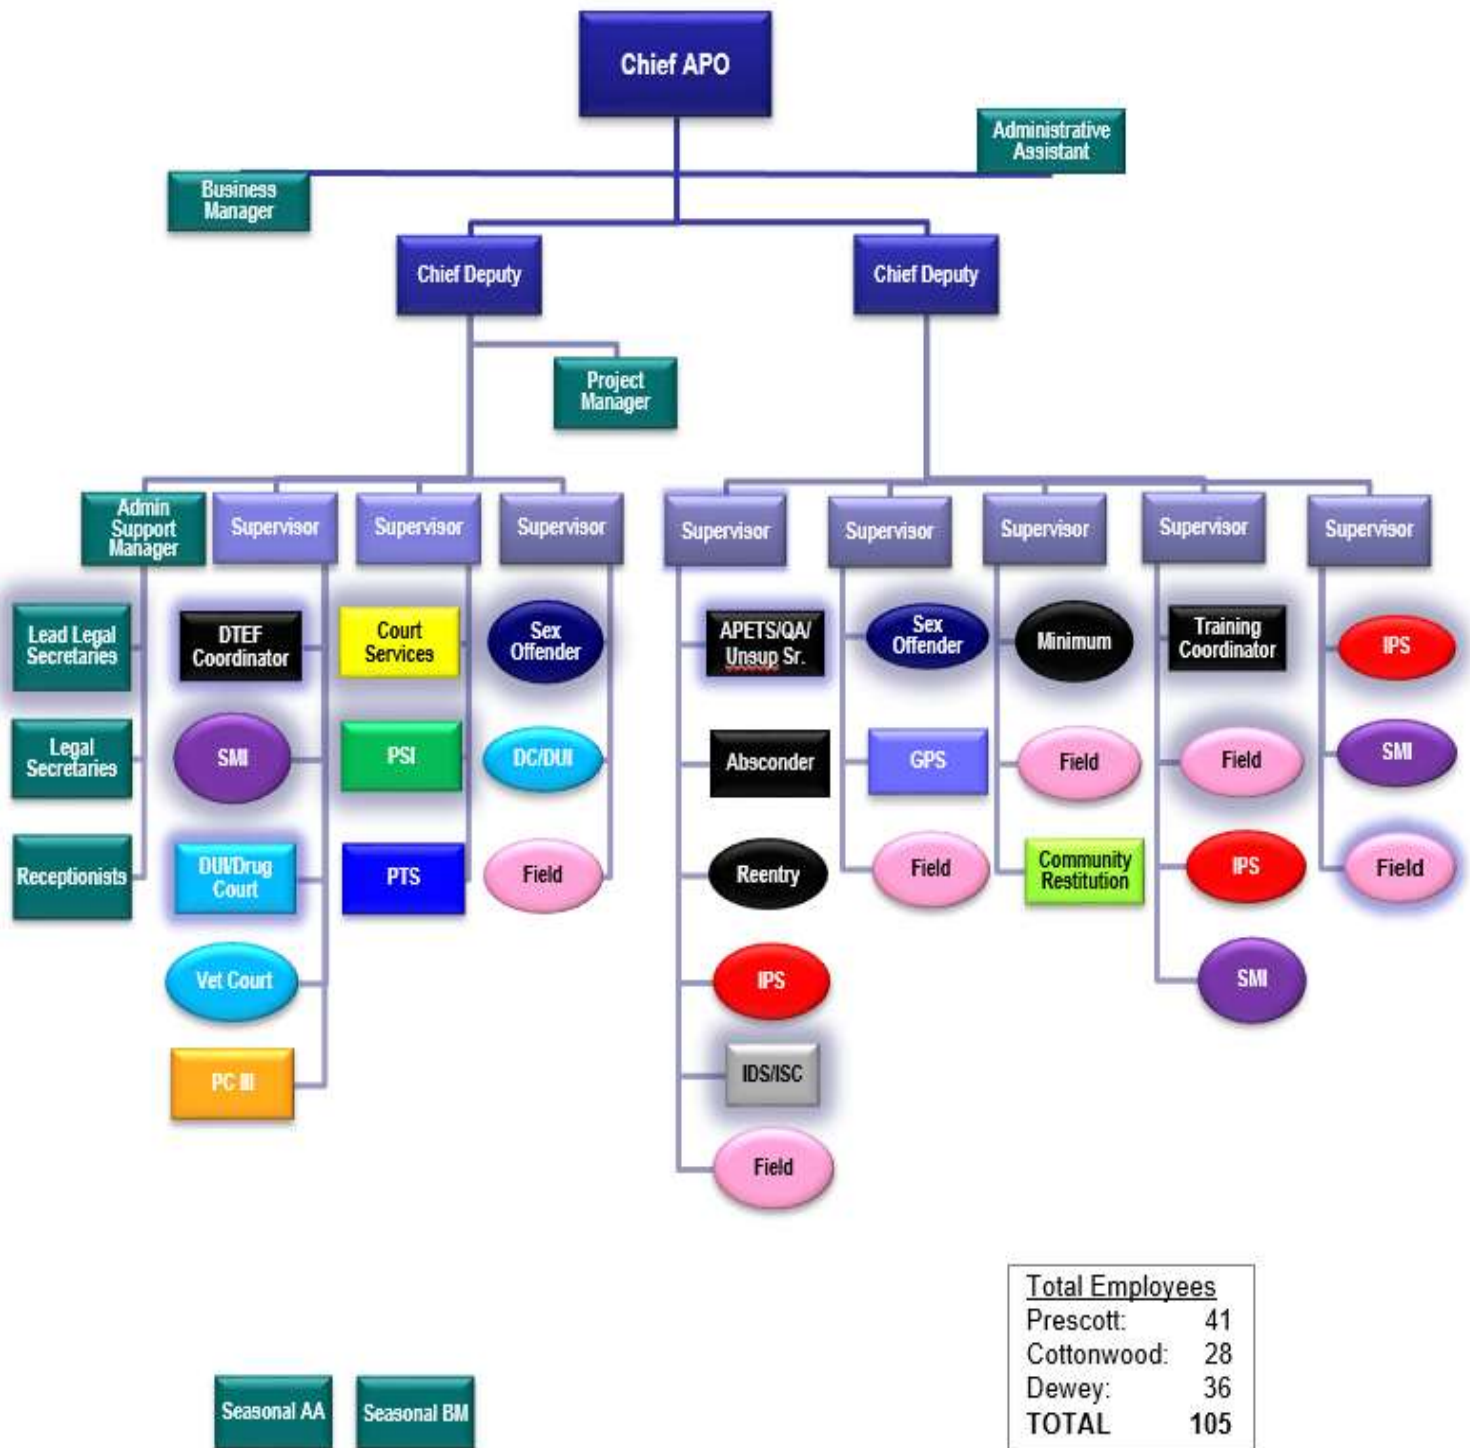 Chief APO
Administrative
Assistant
Business
Manager
Chief Deputy
Chief Deputy
Project
Manager
Admin
Support
Manager
Supervisor
Supervisor
Supervisor
Supervisor
Supervisor
Supervisor
Supervisor
Supervisor
Lead Legal
Secretaries
DTEF
Coordinator
Court
Services
Sex
Offender
APETS/QA/
Unsup Sr.
Sex
Offender
Minimum
Training
Coordinator
IPS
Legal
Secretaries
SMI
PSI
DC/DUI
Absconder
GPS
Field
Field
SMI
Receptionists
DUI/Drug
Court
PTS
Field
Reentry
Field
Community
Restitution
IPS
Field
Vet Court
IPS
SMI
PC III
IDS/ISC
Field
Total Employees
Prescott: 41
Cottonwood: 28
Dewey: 36
TOTAL 105
Seasonal AA
Seasonal BM